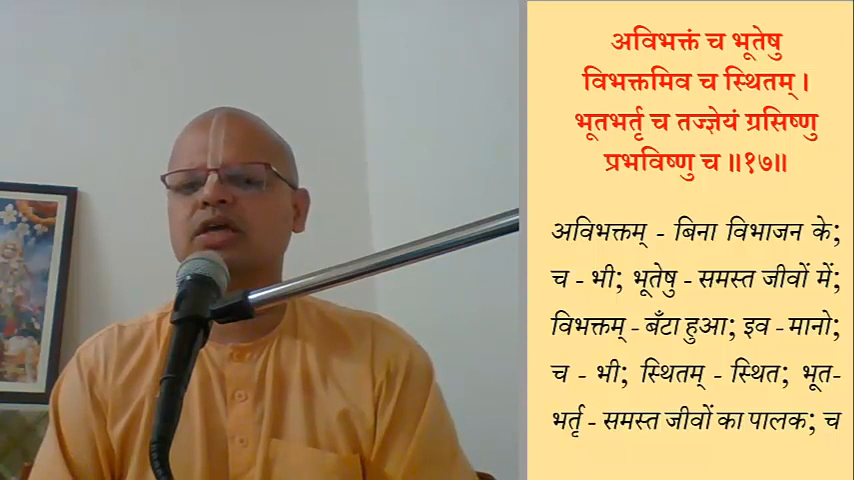 अविभक्तं च भूतेषु
विभक्तमिव च स्थितम् ।
भूतभर्तृ च तज्ज्ञेयं ग्रसिष्णु
प्रभविष्णु च ॥१७॥
अविभक्तम् - बिना विभाजन के;
च - भी; भूतेषु - समस्त जीवों में;
विभक्तम् - बँटा हुआ; इव - मानो;
च - भी; स्थितम् - स्थित; भूत-
भर्तृ - समस्त जीवों का पालक; च